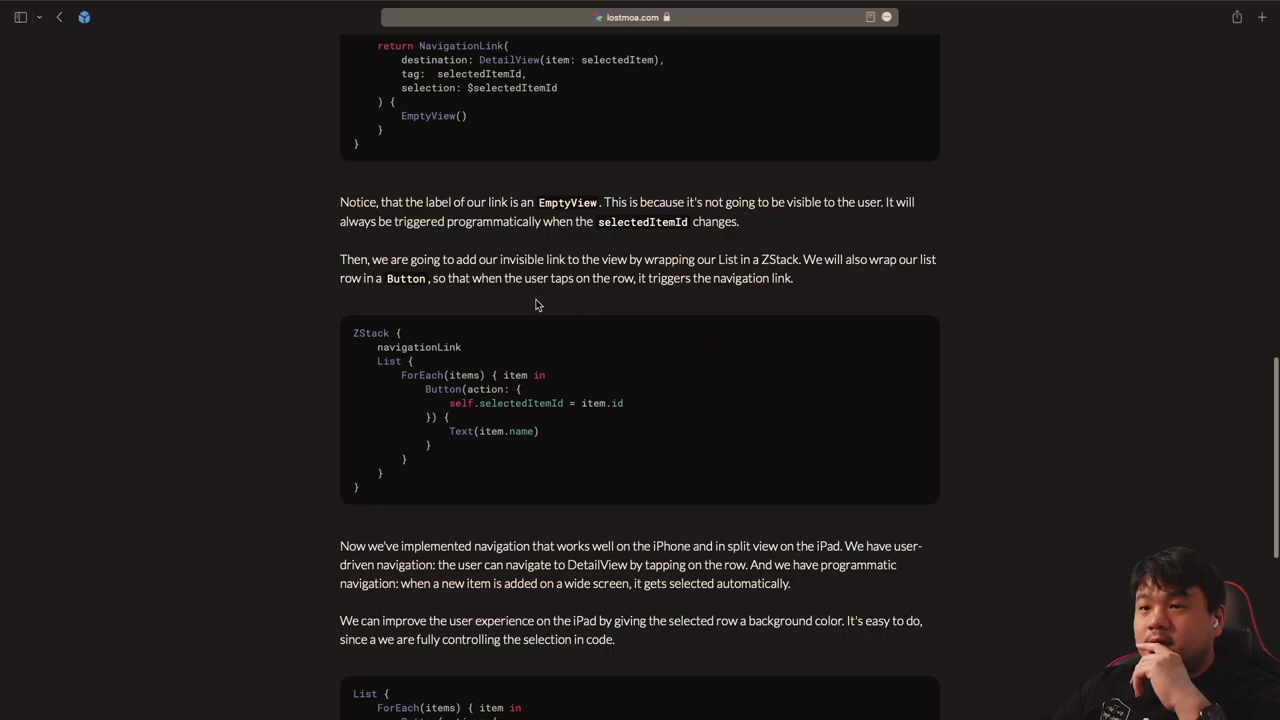 lostmoa.com
return NavigationLink(
destination: DetailView(item: selectedItem),
tag: selectedItemId,
selection: $selectedItemId
) {
EmptyView()
}
}
Notice, that the label of our link is an EmptyView. This is because it's not going to be visible to the user. It will
always be triggered programmatically when the selectedItemId changes.
Then, we are going to add our invisible link to the view by wrapping our List in a ZStack. We will also wrap our list
row in a Button, so that when the user taps on the row, it triggers the navigation link.
ZStack {
navigationLink
List {
ForEach(items) { item in
Button(action: {
self.selectedItemId = item.id
}) {
Text(item.name)
}
}
}
}
Now we've implemented navigation that works well on the iPhone and in split view on the iPad. We have user-
driven navigation: the user can navigate to DetailView by tapping on the row. And we have programmatic
navigation: when a new item is added on a wide screen, it gets selected automatically.
We can improve the user experience on the iPad by giving the selected row a background color. It's easy to do,
since a we are fully controlling the selection in code.
List {
ForEach(items) { item in